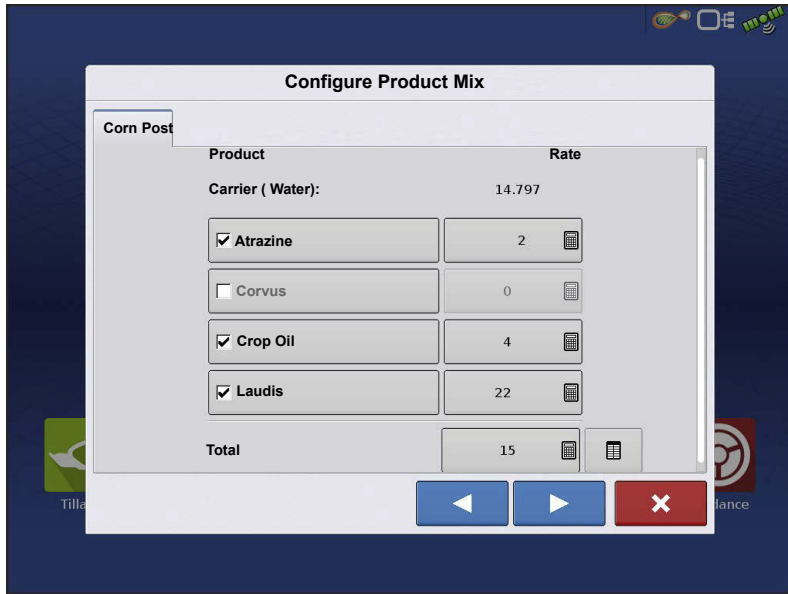 Configure Product Mix
Corn Post
Product Rate
Carrier ( Water): 14.797
Atrazine 2
Corvus 0
Crop Oil 4
Laudis 22
Total 15
Tilla
dance